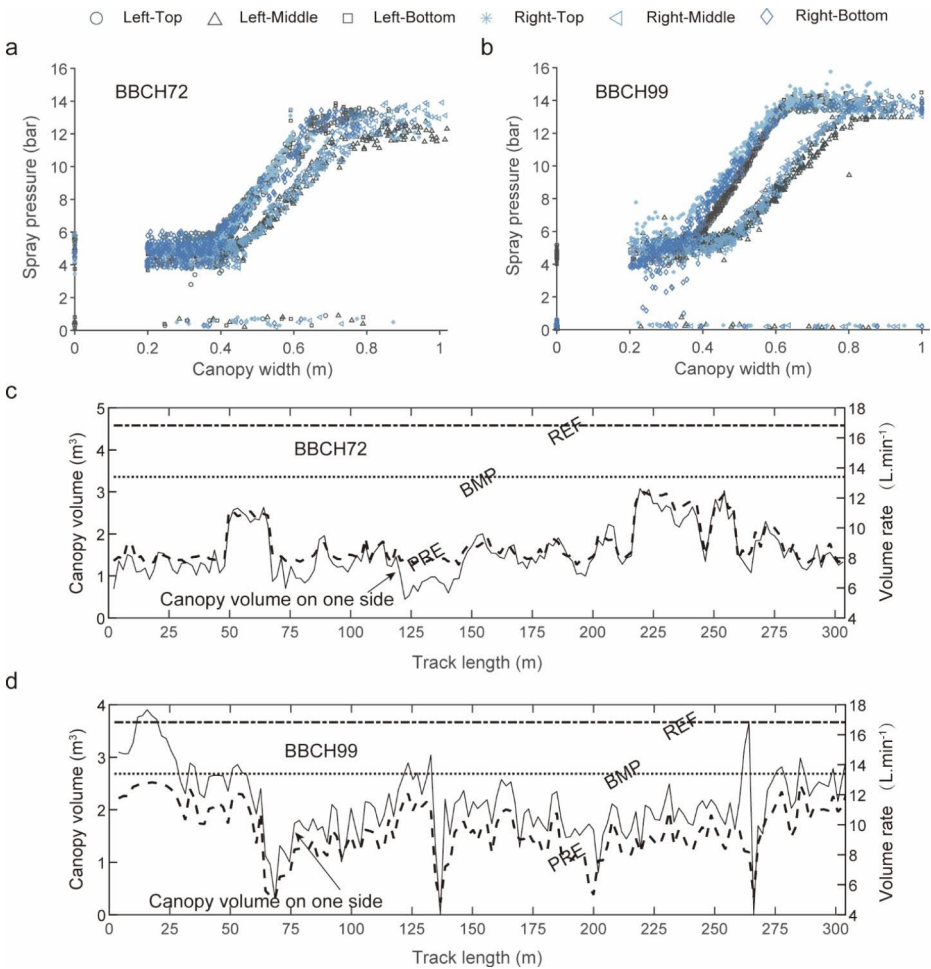 Left-Top Left-Middle Left-Bottom Right-Top Right-Middle Right-Bottom
a
b
16
14
12
10
8
6
4
2
0
Spray pressure (bar)
BBCH72
0 0.2 0.4 0.6 0.8 1
Canopy width (m)
16
14
12
10
8
6
4
2
0
Spray pressure (bar)
BBCH99
0 0.2 0.4 0.6 0.8 1
Canopy width (m)
c
5
4
3
2
1
0
Canopy volume (m³)
BBCH72
REF
BMP
PRE
Canopy volume on one side
18
16
14
12
10
8
6
4
Volume rate (L.min⁻¹)
0 25 50 75 100 125 150 175 200 225 250 275 300
Track length (m)
d
4
3
2
1
0
Canopy volume (m³)
BBCH99
REF
BMP
PRE
Canopy volume on one side
18
16
14
12
10
8
6
4
Volume rate (L.min⁻¹)
0 25 50 75 100 125 150 175 200 225 250 275 300
Track length (m)